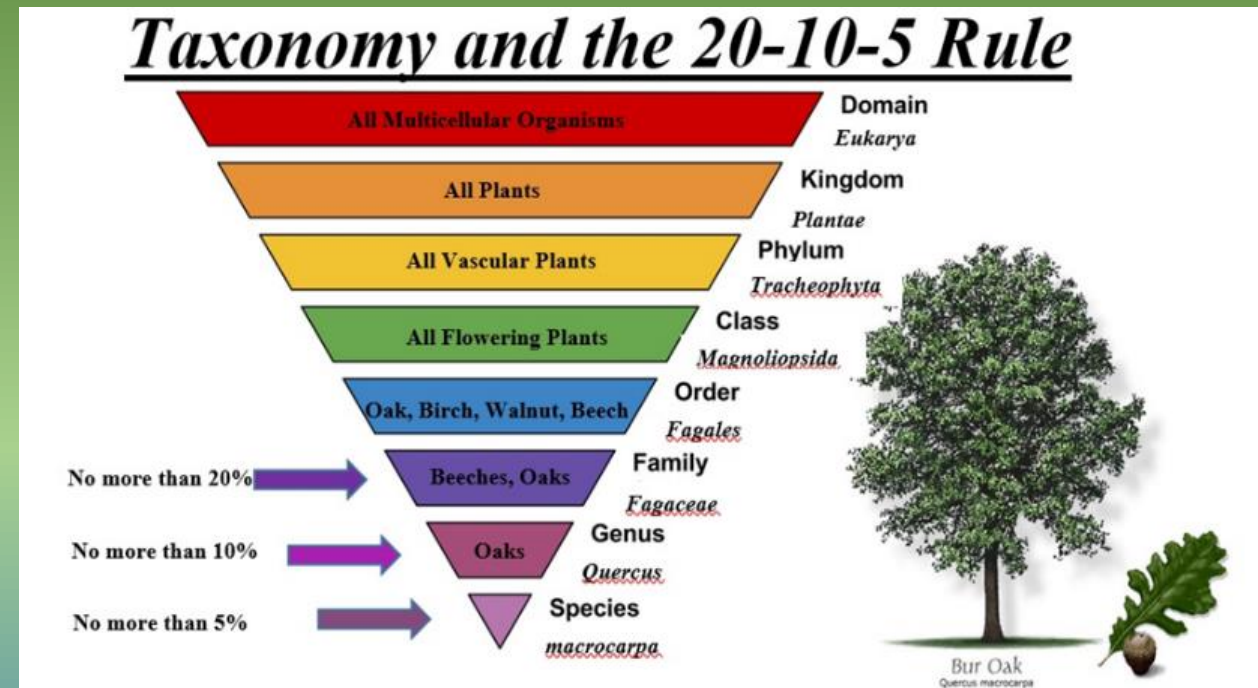 Taxonomy and the 20-10-5 Rule
All Multicellular Organisms
Domain
Eukarya
All Plants
Kingdom
Plantae
All Vascular Plants
Phylum
Tracheophyta
All Flowering Plants
Class
Magnoliopsida
Oak, Birch, Walnut, Beech
Order
Fagales
No more than 20%
Beeches, Oaks
Family
Fagaceae
No more than 10%
Oaks
Genus
Quercus
No more than 5%
Species
macrocarpa
Bur Oak
Quercus macrocarpa